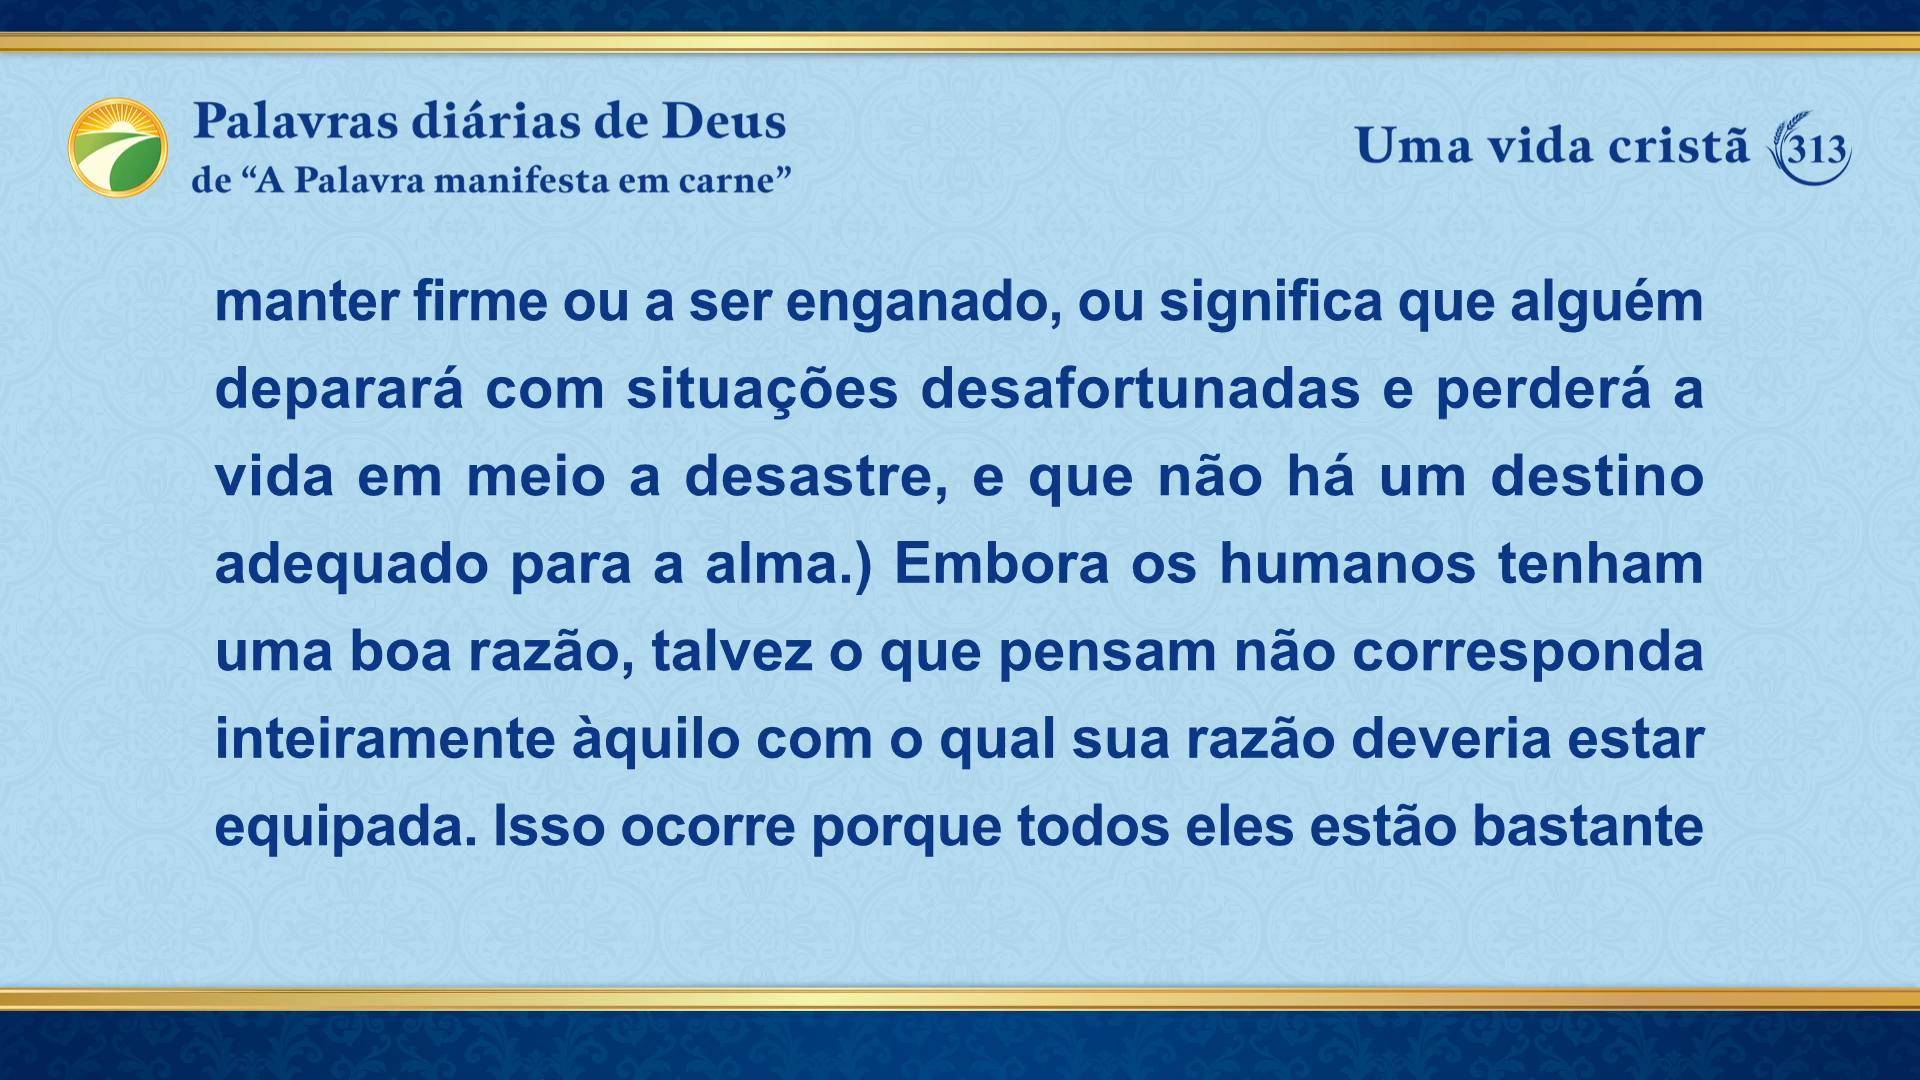 Palavras diárias de Deus
de “A Palavra manifesta em carne”
Uma vida cristã 313
manter firme ou a ser enganado, ou significa que alguém
deparará com situações desafortunadas e perderá a
vida em meio a desastre, e que não há um destino
adequado para a alma.) Embora os humanos tenham
uma boa razão, talvez o que pensam não corresponda
inteiramente àquilo com o qual sua razão deveria estar
equipada. Isso ocorre porque todos eles estão bastante